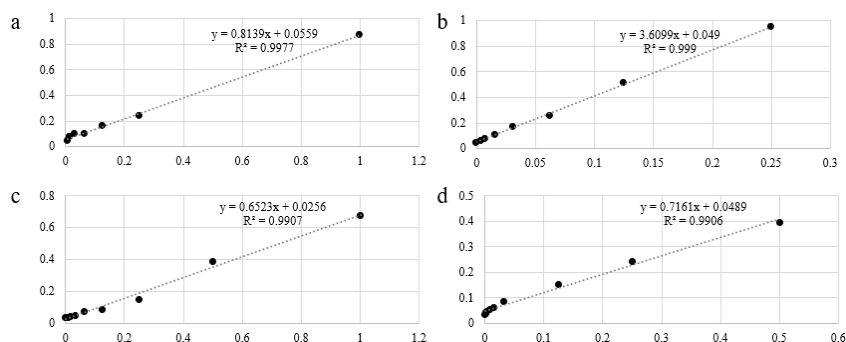 a
y = 0.8139x + 0.0559
R² = 0.9977
1
0.8
0.6
0.4
0.2
0
0 0.2 0.4 0.6 0.8 1 1.2
b
y = 3.6099x + 0.049
R² = 0.999
1
0.8
0.6
0.4
0.2
0
0 0.05 0.1 0.15 0.2 0.25 0.3
c
y = 0.6523x + 0.0256
R² = 0.9907
0.8
0.6
0.4
0.2
0
0 0.2 0.4 0.6 0.8 1 1.2
d
y = 0.7161x + 0.0489
R² = 0.9906
0.5
0.4
0.3
0.2
0.1
0
0 0.1 0.2 0.3 0.4 0.5 0.6